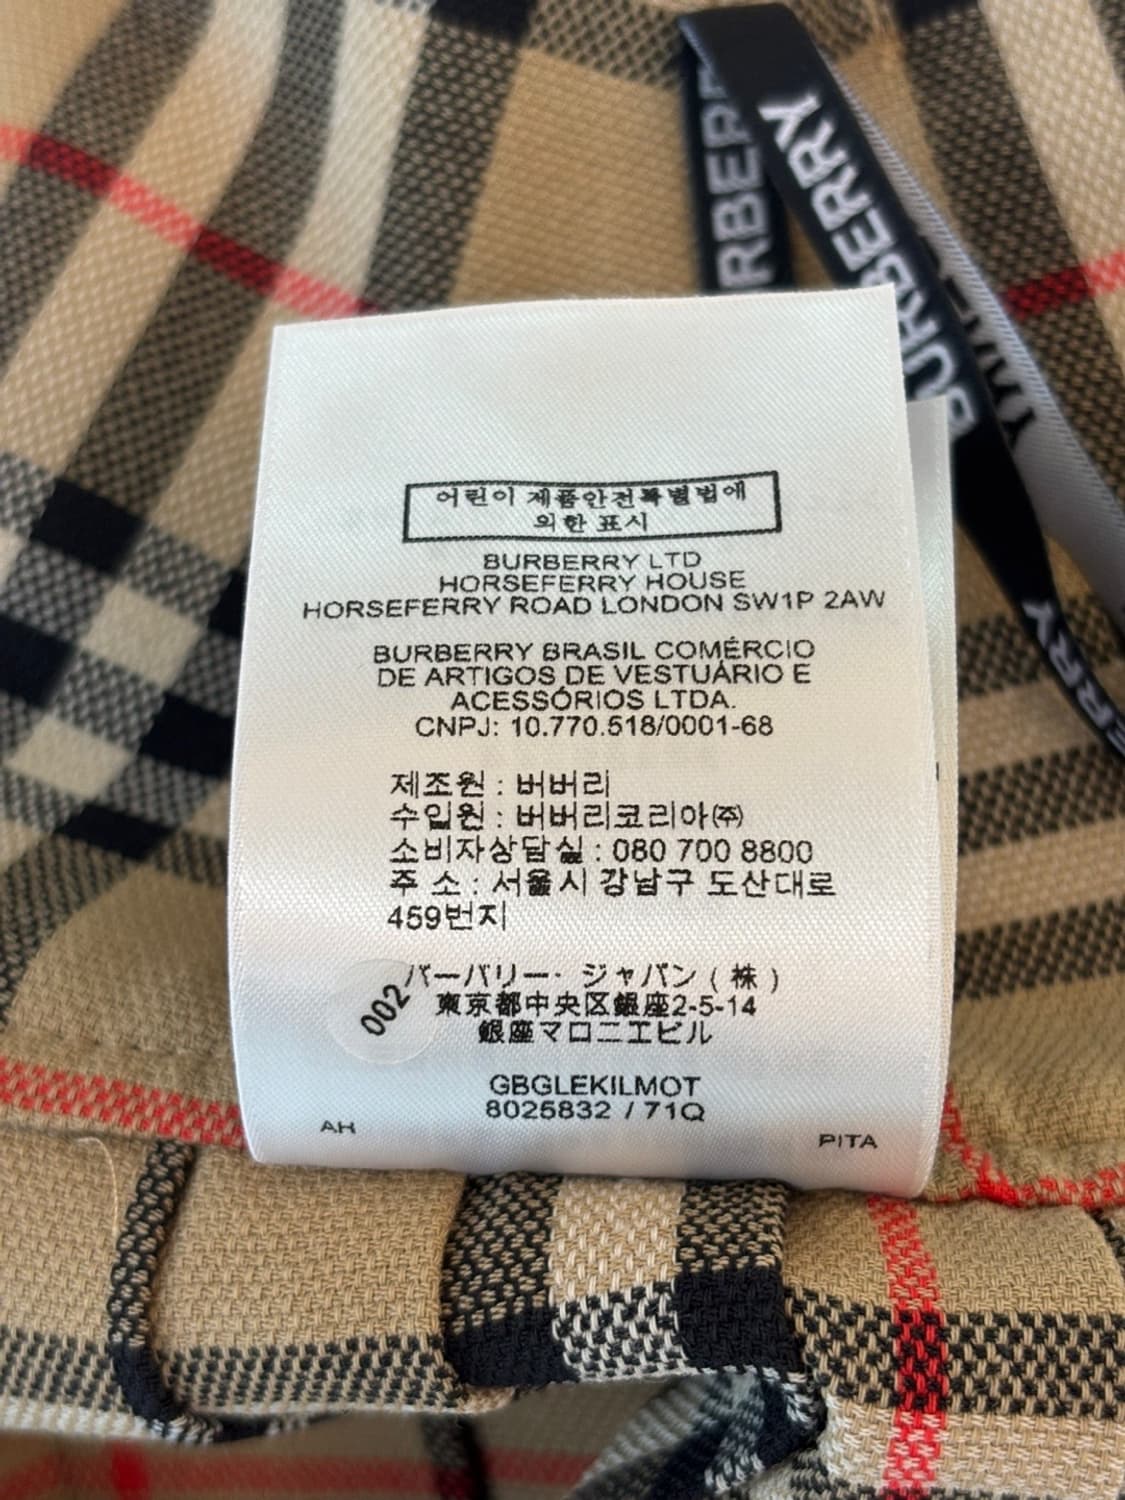 BURBERRY
BURBERRY
어린이 제품안전특별법에
의한 표시
BURBERRY LTD
HORSEFERRY HOUSE
HORSEFERRY ROAD LONDON SW1P 2AW
BURBERRY BRASIL COMÉRCIO
DE ARTIGOS DE VESTUÁRIO E
ACESSÓRIOS LTDA.
CNPJ: 10.770.518/0001-68
제조원 : 버버리
수입원 : 버버리코리아㈜
소비자상담실 : 080 700 8800
주 소 : 서울시 강남구 도산대로
459번지
バーバリー・ジャパン(株)
東京都中央区銀座2-5-14
銀座マロニエビル
002
GBGLEKILMOT
8025832 / 71Q
AH
PITA